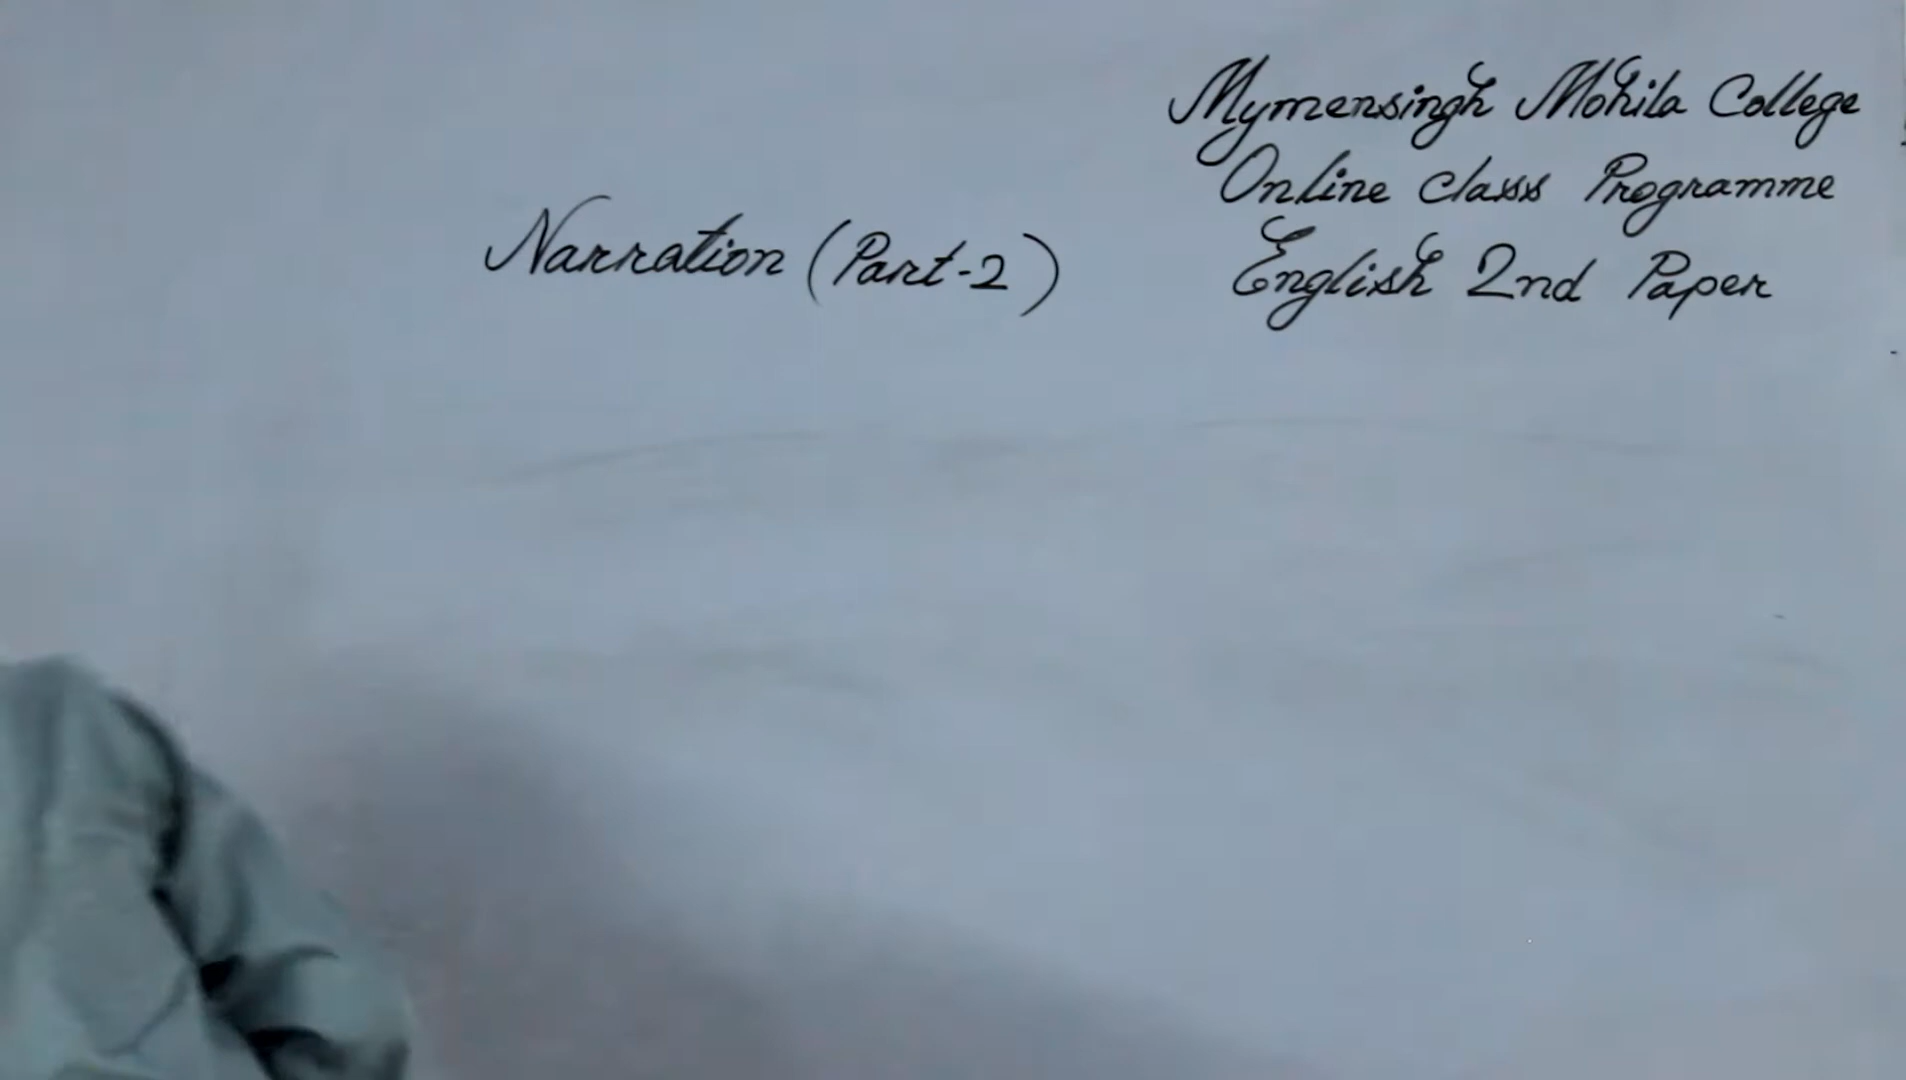 Mymensingh Mohila College
Online class Programme
English 2nd Paper
Narration (Part-2)